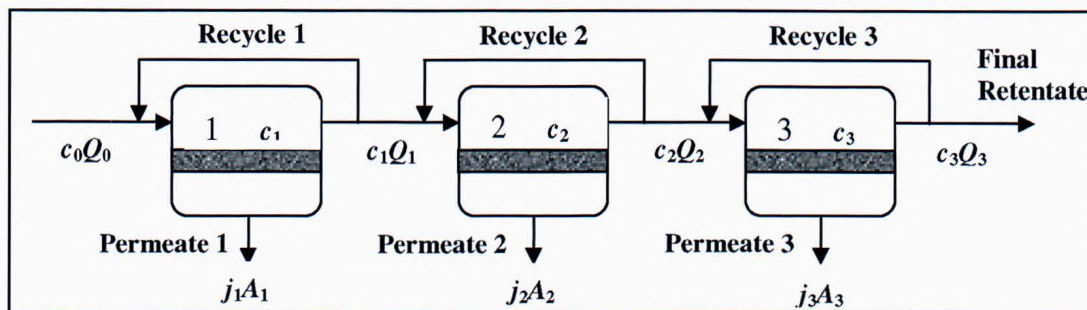 Recycle 1 Recycle 2 Recycle 3
Final
Retentate
1 c₁ 2 c₂ 3 c₃
c₀Q₀ c₁Q₁ c₂Q₂ c₃Q₃
Permeate 1 Permeate 2 Permeate 3
j₁A₁ j₂A₂ j₃A₃